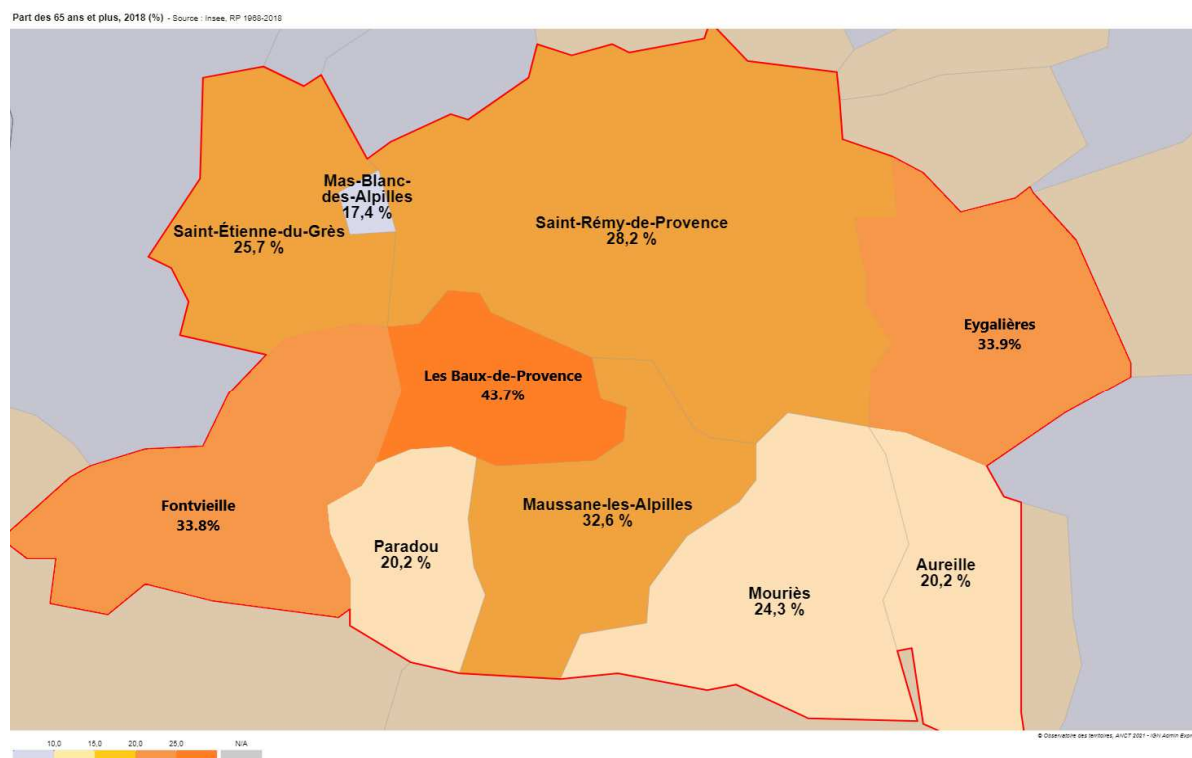 Part des 65 ans et plus, 2018 (%) - Source : Insee, RP 1968-2018
Mas-Blanc-
des-Alpilles
17,4 %
Saint-Étienne-du-Grès
25,7 %
Saint-Rémy-de-Provence
28,2 %
Eygalières
33.9%
Les Baux-de-Provence
43.7%
Fontvieille
33.8%
Maussane-les-Alpilles
32,6 %
Paradou
20,2 %
Mouriès
24,3 %
Aureille
20,2 %
© Observatoire des territoires, ANCT 2021 - IGN Admin Expr
10,0 15,0 20,0 25,0 N/A